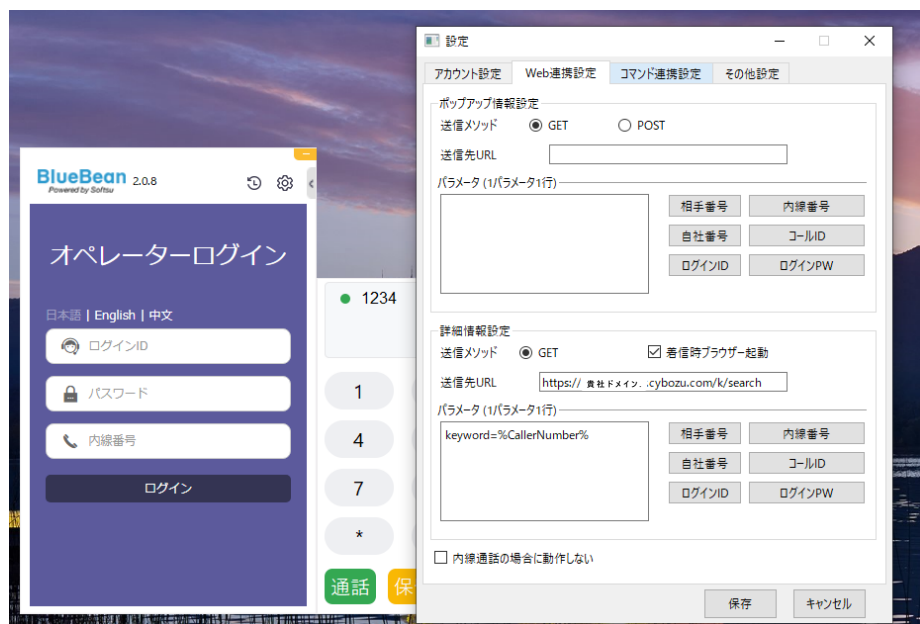 BlueBean 2.0.8
Powered by Softsu
オペレーターログイン
日本語 | English | 中文
ログインID
パスワード
内線番号
ログイン
1234
1
4
7
*
通話
保
設定
アカウント設定 Web連携設定 コマンド連携設定 その他設定
ポップアップ情報設定
送信メソッド GET POST
送信先URL
パラメータ (1パラメータ1行)
相手番号 内線番号
自社番号 コールID
ログインID ログインPW
詳細情報設定
送信メソッド GET 着信時ブラウザー起動
送信先URL https:// 貴社ドメイン. .cybozu.com/k/search
パラメータ (1パラメータ1行)
keyword=%CallerNumber%
相手番号 内線番号
自社番号 コールID
ログインID ログインPW
内線通話の場合に動作しない
保存 キャンセル